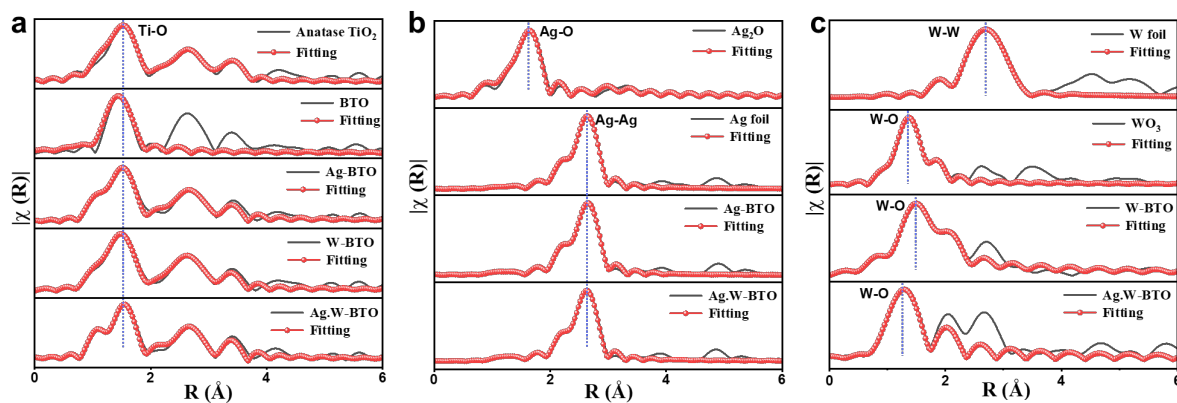 a
Ti-O
Anatase TiO₂
Fitting
BTO
Fitting
Ag-BTO
Fitting
W-BTO
Fitting
Ag.W-BTO
Fitting
|χ (R)|
0 2 4 6
R (Å)
b
Ag-O
Ag₂O
Fitting
Ag-Ag
Ag foil
Fitting
Ag-BTO
Fitting
Ag.W-BTO
Fitting
|χ (R)|
0 2 4 6
R (Å)
c
W-W
W foil
Fitting
W-O
WO₃
Fitting
W-O
W-BTO
Fitting
W-O
Ag.W-BTO
Fitting
|χ (R)|
0 2 4 6
R (Å)